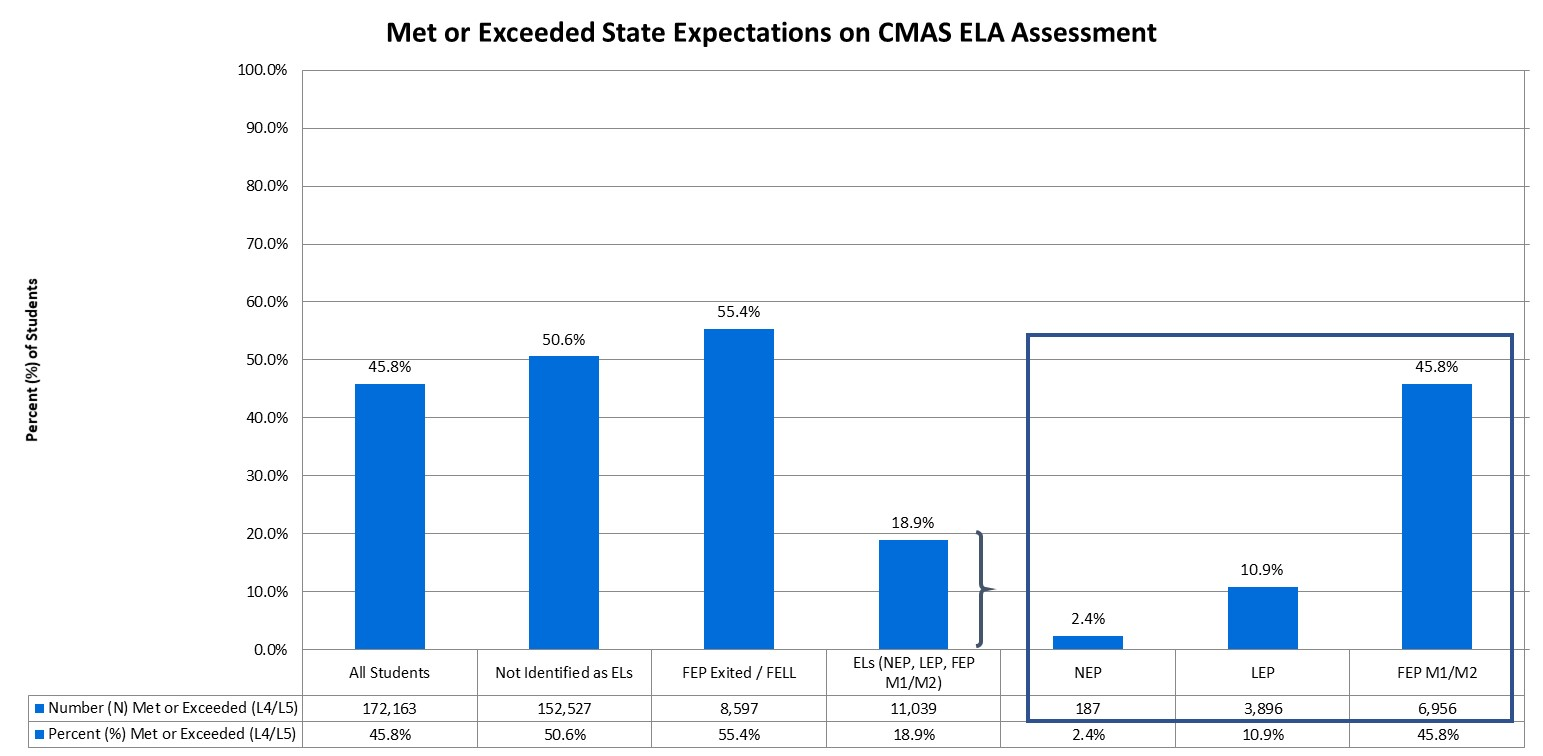 Met or Exceeded State Expectations on CMAS ELA Assessment
Percent (%) of Students
100.0%
90.0%
80.0%
70.0%
60.0%
50.0%
40.0%
30.0%
20.0%
10.0%
0.0%
45.8%
50.6%
55.4%
18.9%
2.4%
10.9%
45.8%
All Students
Not Identified as ELs
FEP Exited / FELL
ELs (NEP, LEP, FEP
M1/M2)
NEP
LEP
FEP M1/M2
Number (N) Met or Exceeded (L4/L5) 172,163 152,527 8,597 11,039 187 3,896 6,956
Percent (%) Met or Exceeded (L4/L5) 45.8% 50.6% 55.4% 18.9% 2.4% 10.9% 45.8%